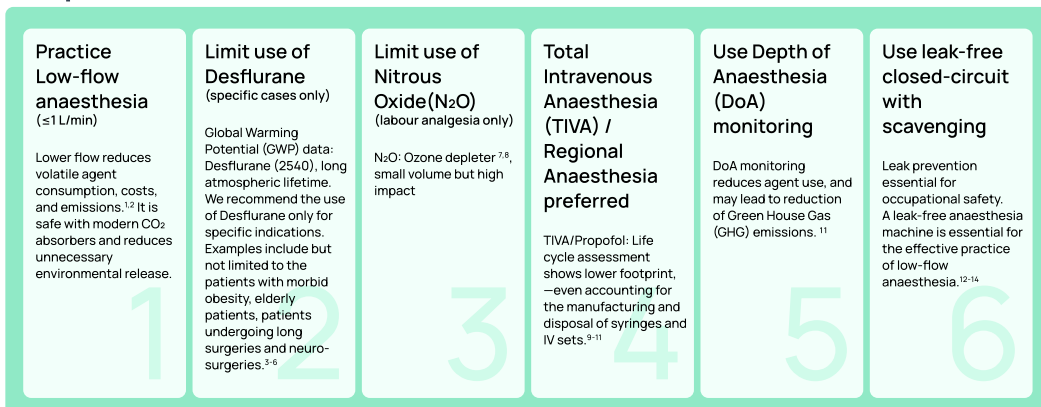 Practice
Low-flow
anaesthesia
(≤1 L/min)
Lower flow reduces
volatile agent
consumption, costs,
and emissions.1,2 It is
safe with modern CO2
absorbers and reduces
unnecessary
environmental release.
1
Limit use of
Desflurane
(specific cases only)
Global Warming
Potential (GWP) data:
Desflurane (2540), long
atmospheric lifetime.
We recommend the use
of Desflurane only for
specific indications.
Examples include but
not limited to the
patients with morbid
obesity, elderly
patients, patients
undergoing long
surgeries and neuro-
surgeries.3-6
2
Limit use of
Nitrous
Oxide(N2O)
(labour analgesia only)
N2O: Ozone depleter 7,8,
small volume but high
impact
3
Total
Intravenous
Anaesthesia
(TIVA) /
Regional
Anaesthesia
preferred
TIVA/Propofol: Life
cycle assessment
shows lower footprint,
—even accounting for
the manufacturing and
disposal of syringes and
IV sets.9-11
4
Use Depth of
Anaesthesia
(DoA)
monitoring
DoA monitoring
reduces agent use, and
may lead to reduction
of Green House Gas
(GHG) emissions. 11
5
Use leak-free
closed-circuit
with
scavenging
Leak prevention
essential for
occupational safety.
A leak-free anaesthesia
machine is essential for
the effective practice
of low-flow
anaesthesia.12-14
6